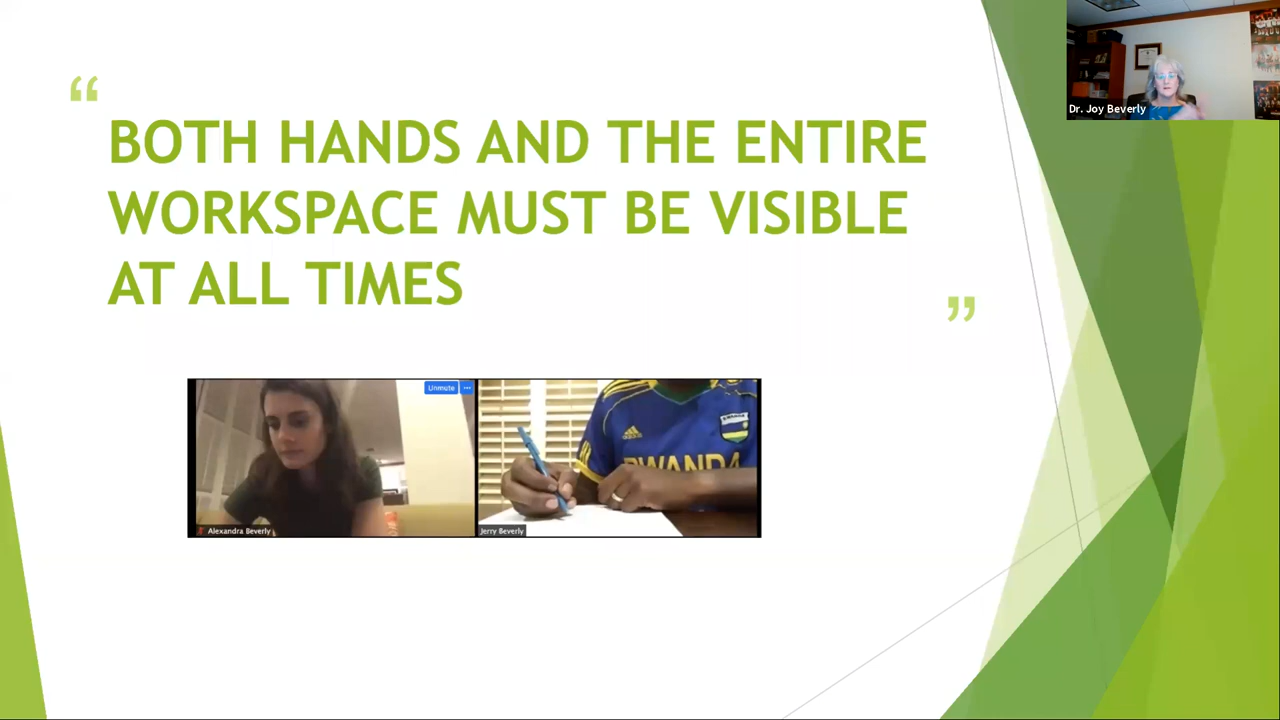 “
BOTH HANDS AND THE ENTIRE
WORKSPACE MUST BE VISIBLE
AT ALL TIMES
”
Dr. Joy Beverly
Unmute ...
Alexandra Beverly
RWANDA
Jerry Beverly